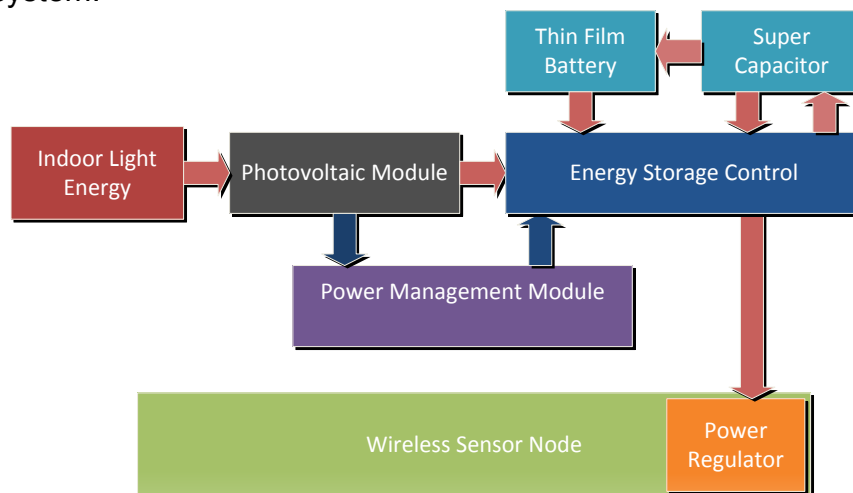 system.
Thin Film
Battery
Super
Capacitor
Indoor Light
Energy
Photovoltaic Module
Energy Storage Control
Power Management Module
Wireless Sensor Node
Power
Regulator